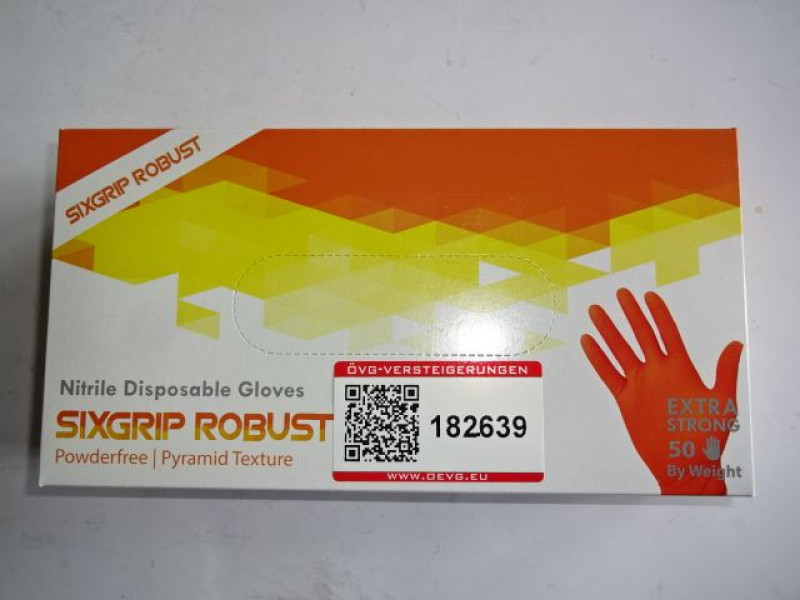 SIXGRIP ROBUST
Nitrile Disposable Gloves
SIXGRIP ROBUST
Powderfree | Pyramid Texture
ÖVG-VERSTEIGERUNGEN
182639
WWW.OEVG.EU
EXTRA
STRONG
50
By Weight